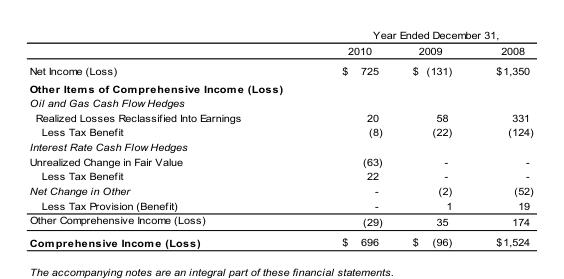 Year Ended December 31,
2010 2009 2008
Net Income (Loss) $ 725 $ (131) $1,350
Other Items of Comprehensive Income (Loss)
Oil and Gas Cash Flow Hedges
Realized Losses Reclassified Into Earnings 20 58 331
Less Tax Benefit (8) (22) (124)
Interest Rate Cash Flow Hedges
Unrealized Change in Fair Value (63) - -
Less Tax Benefit 22 - -
Net Change in Other - (2) (52)
Less Tax Provision (Benefit) - 1 19
Other Comprehensive Income (Loss) (29) 35 174
Comprehensive Income (Loss) $ 696 $ (96) $1,524
The accompanying notes are an integral part of these financial statements.